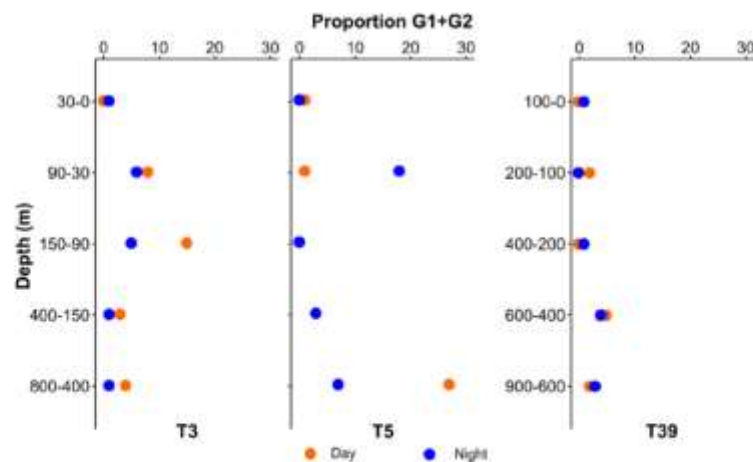 Proportion G1+G2
0 10 20 30 0 10 20 30 0 10 20 30
30-0 100-0
90-30 200-100
150-90 400-200
400-150 600-400
800-400 900-600
Depth (m)
T3 T5 T39
Day Night